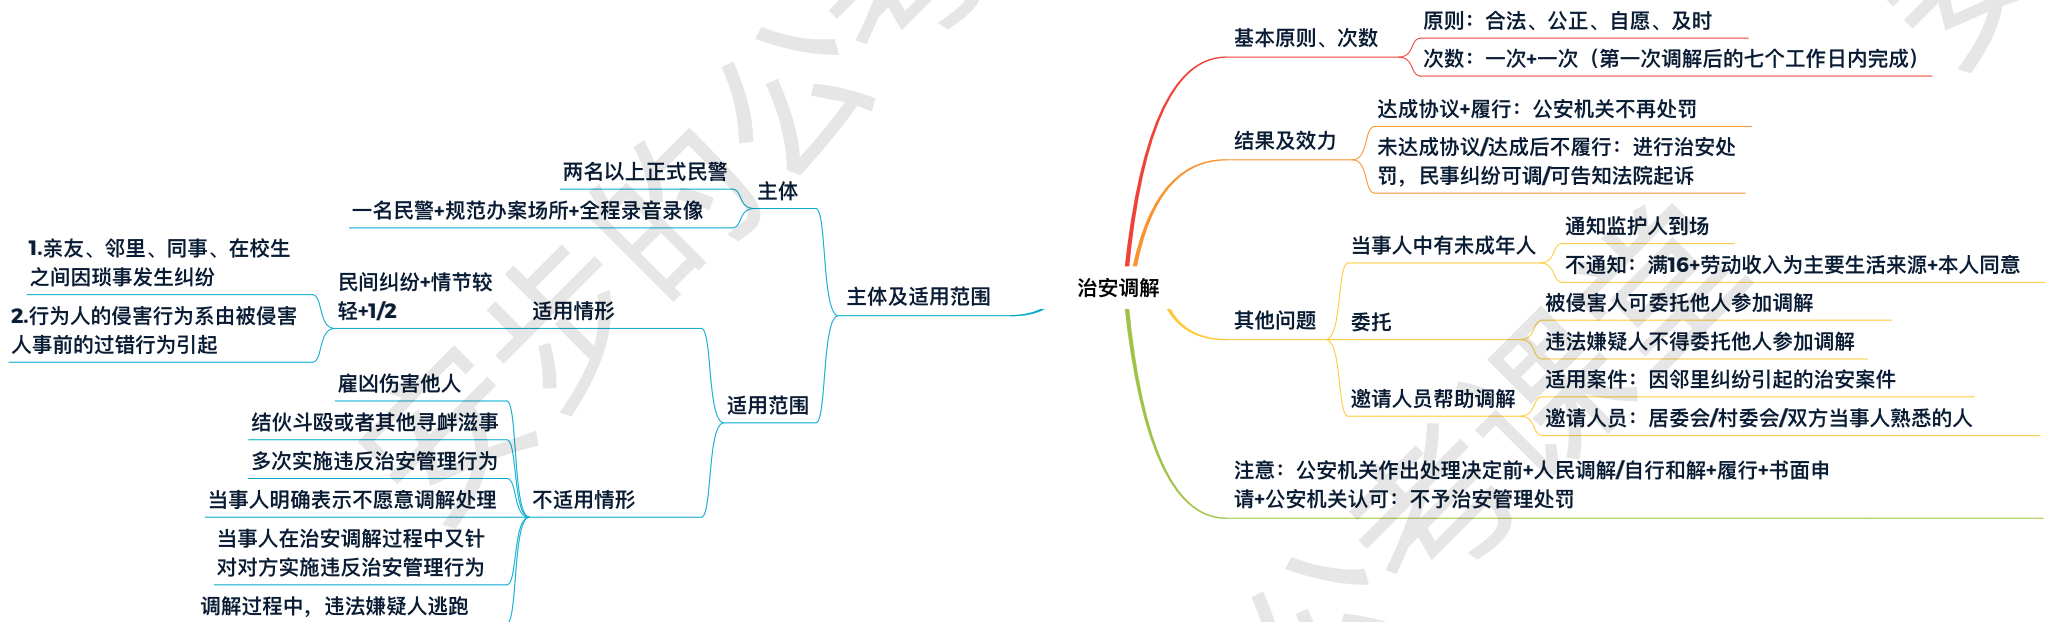 治安调解
基本原则、次数
原则：合法、公正、自愿、及时
次数：一次+一次（第一次调解后的七个工作日内完成）
结果及效力
达成协议+履行：公安机关不再处罚
未达成协议/达成后不履行：进行治安处
罚，民事纠纷可调/可告知法院起诉
其他问题
当事人中有未成年人
通知监护人到场
不通知：满16+劳动收入为主要生活来源+本人同意
委托
被侵害人可委托他人参加调解
违法嫌疑人不得委托他人参加调解
邀请人员帮助调解
适用案件：因邻里纠纷引起的治安案件
邀请人员：居委会/村委会/双方当事人熟悉的人
注意：公安机关作出处理决定前+人民调解/自行和解+履行+书面申
请+公安机关认可：不予治安管理处罚
主体及适用范围
主体
两名以上正式民警
一名民警+规范办案场所+全程录音录像
适用范围
适用情形
民间纠纷+情节较
轻+1/2
1.亲友、邻里、同事、在校生
之间因琐事发生纠纷
2.行为人的侵害行为系由被侵害
人事前的过错行为引起
不适用情形
雇凶伤害他人
结伙斗殴或者其他寻衅滋事
多次实施违反治安管理行为
当事人明确表示不愿意调解处理
当事人在治安调解过程中又针
对对方实施违反治安管理行为
调解过程中，违法嫌疑人逃跑
安步的公考
公考课堂
安